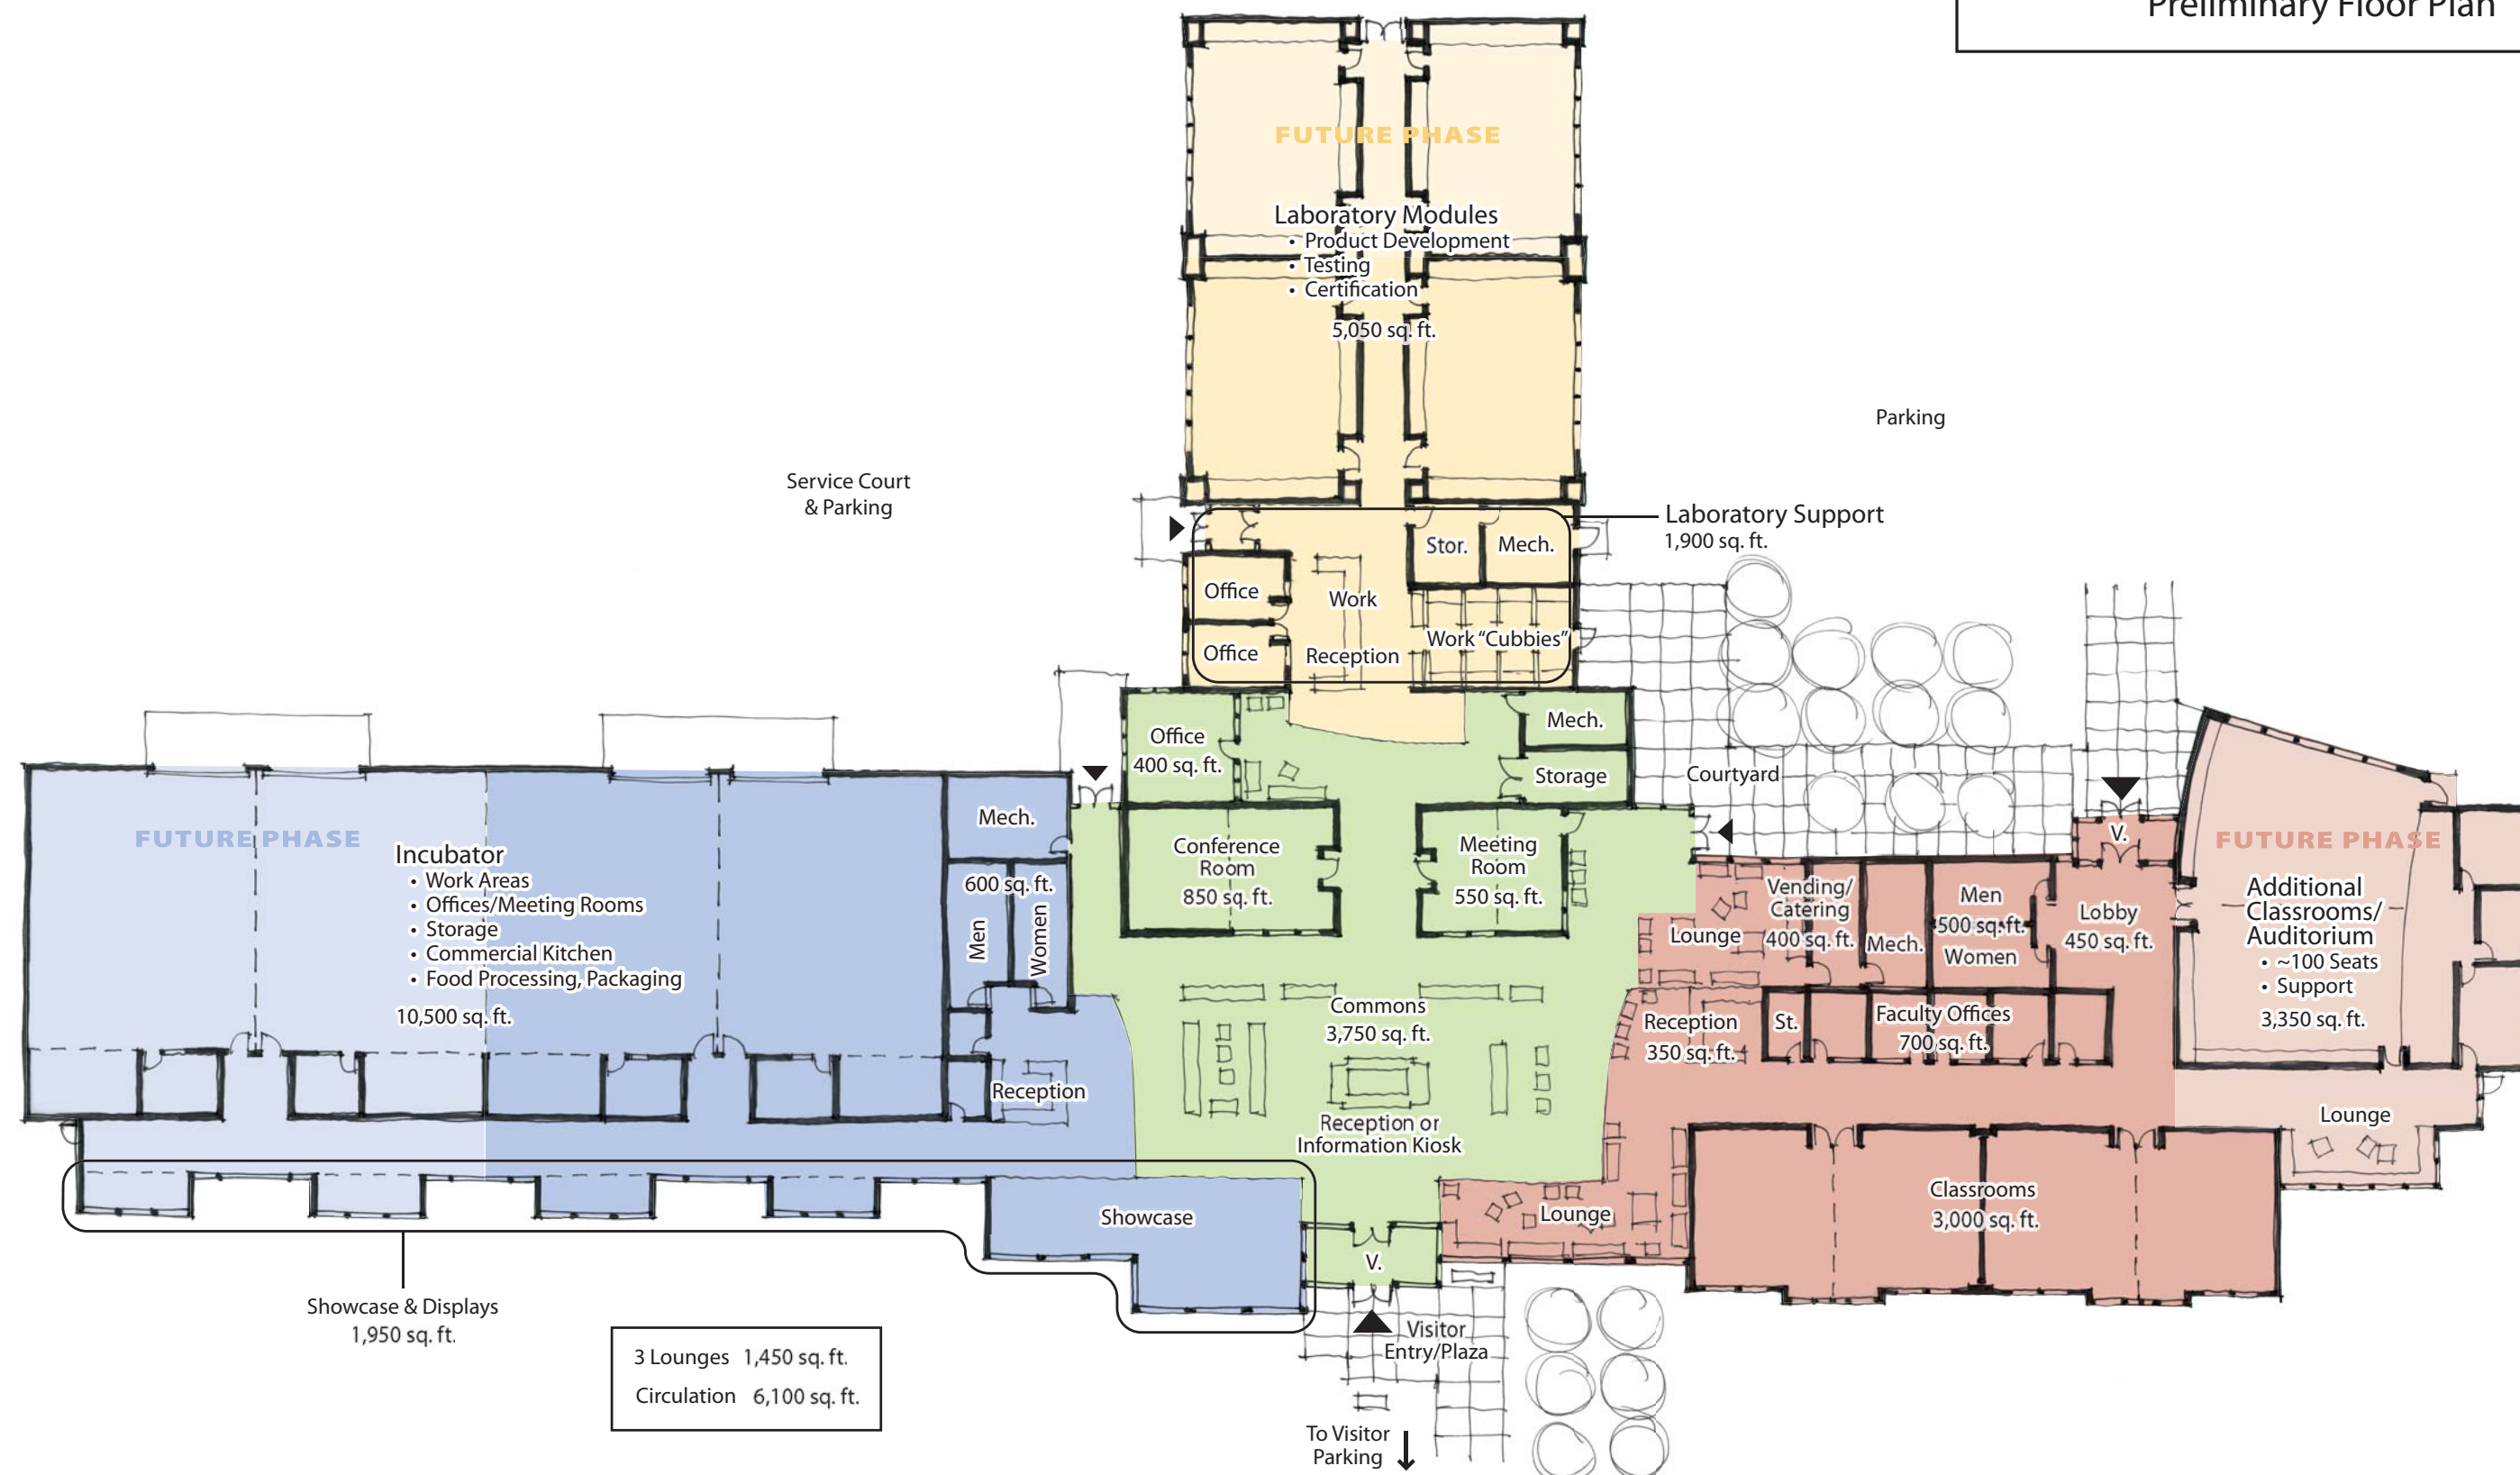 Preliminary Floor Plan
FUTURE PHASE
Laboratory Modules
• Product Development
• Testing
• Certification
5,050 sq. ft.
Parking
Service Court
& Parking
Laboratory Support
1,900 sq. ft.
Stor.
Mech.
Office
Work
Office
Reception
Work “Cubbies”
Office
400 sq. ft.
Mech.
Storage
Courtyard
Conference
Room
850 sq. ft.
Meeting
Room
550 sq. ft.
FUTURE PHASE
Incubator
• Work Areas
• Offices/Meeting Rooms
• Storage
• Commercial Kitchen
• Food Processing, Packaging
10,500 sq. ft.
Mech.
600 sq. ft.
Men
Women
Reception
Commons
3,750 sq. ft.
Reception or
Information Kiosk
Lounge
Vending/
Catering
400 sq. ft.
Mech.
Men
500 sq. ft.
Women
V.
Lobby
450 sq. ft.
Reception
350 sq. ft.
St.
Faculty Offices
700 sq. ft.
FUTURE PHASE
Additional
Classrooms/
Auditorium
• ~100 Seats
• Support
3,350 sq. ft.
Lounge
Classrooms
3,000 sq. ft.
Lounge
Showcase
V.
Showcase & Displays
1,950 sq. ft.
3 Lounges 1,450 sq. ft.
Circulation 6,100 sq. ft.
Visitor
Entry/Plaza
To Visitor
Parking